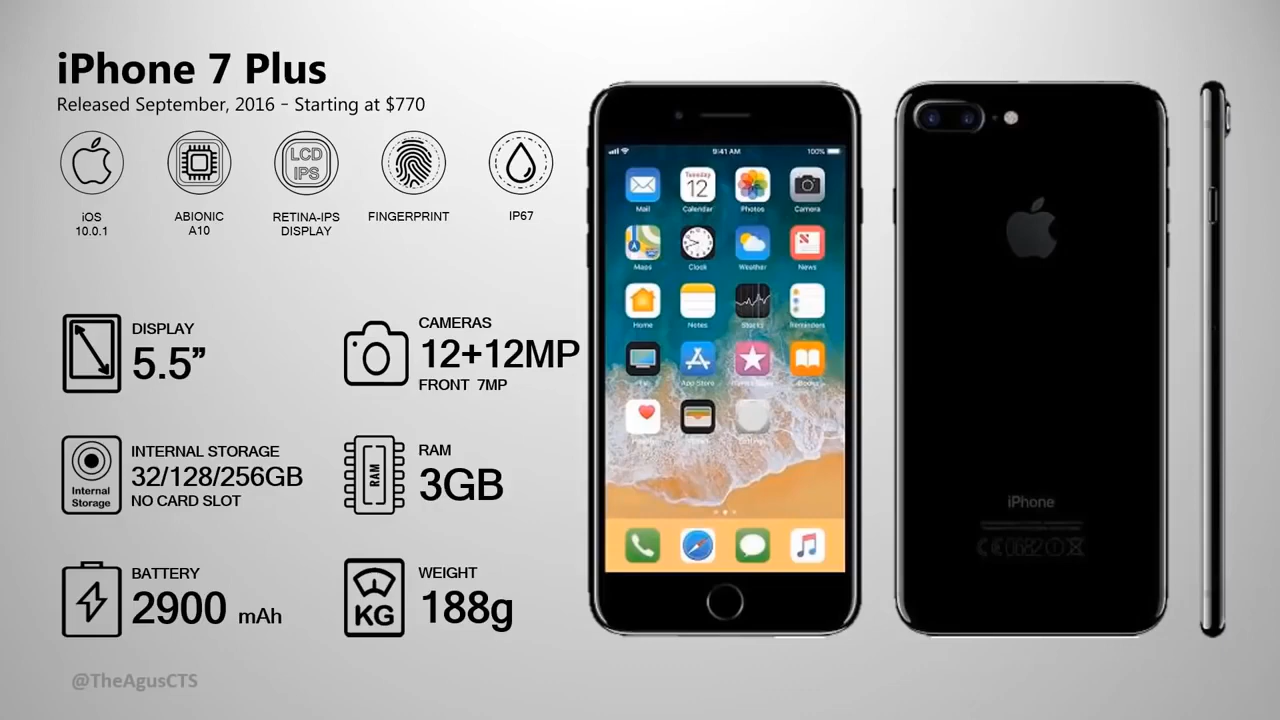 iPhone 7 Plus
Released September, 2016 - Starting at $770
LCD
IPS
iOS
10.0.1
ABIONIC
A10
RETINA-IPS
DISPLAY
FINGERPRINT
IP67
DISPLAY
5.5”
CAMERAS
12+12MP
FRONT 7MP
Internal
Storage
INTERNAL STORAGE
32/128/256GB
NO CARD SLOT
RAM
RAM
3GB
BATTERY
2900 mAh
KG
WEIGHT
188g
@TheAgusCTS
9:41 AM
100%
Tuesday
12
Mail Calendar Photos Camera
Maps Clock Weather News
Home Notes Stocks Reminders
App Store
iPhone